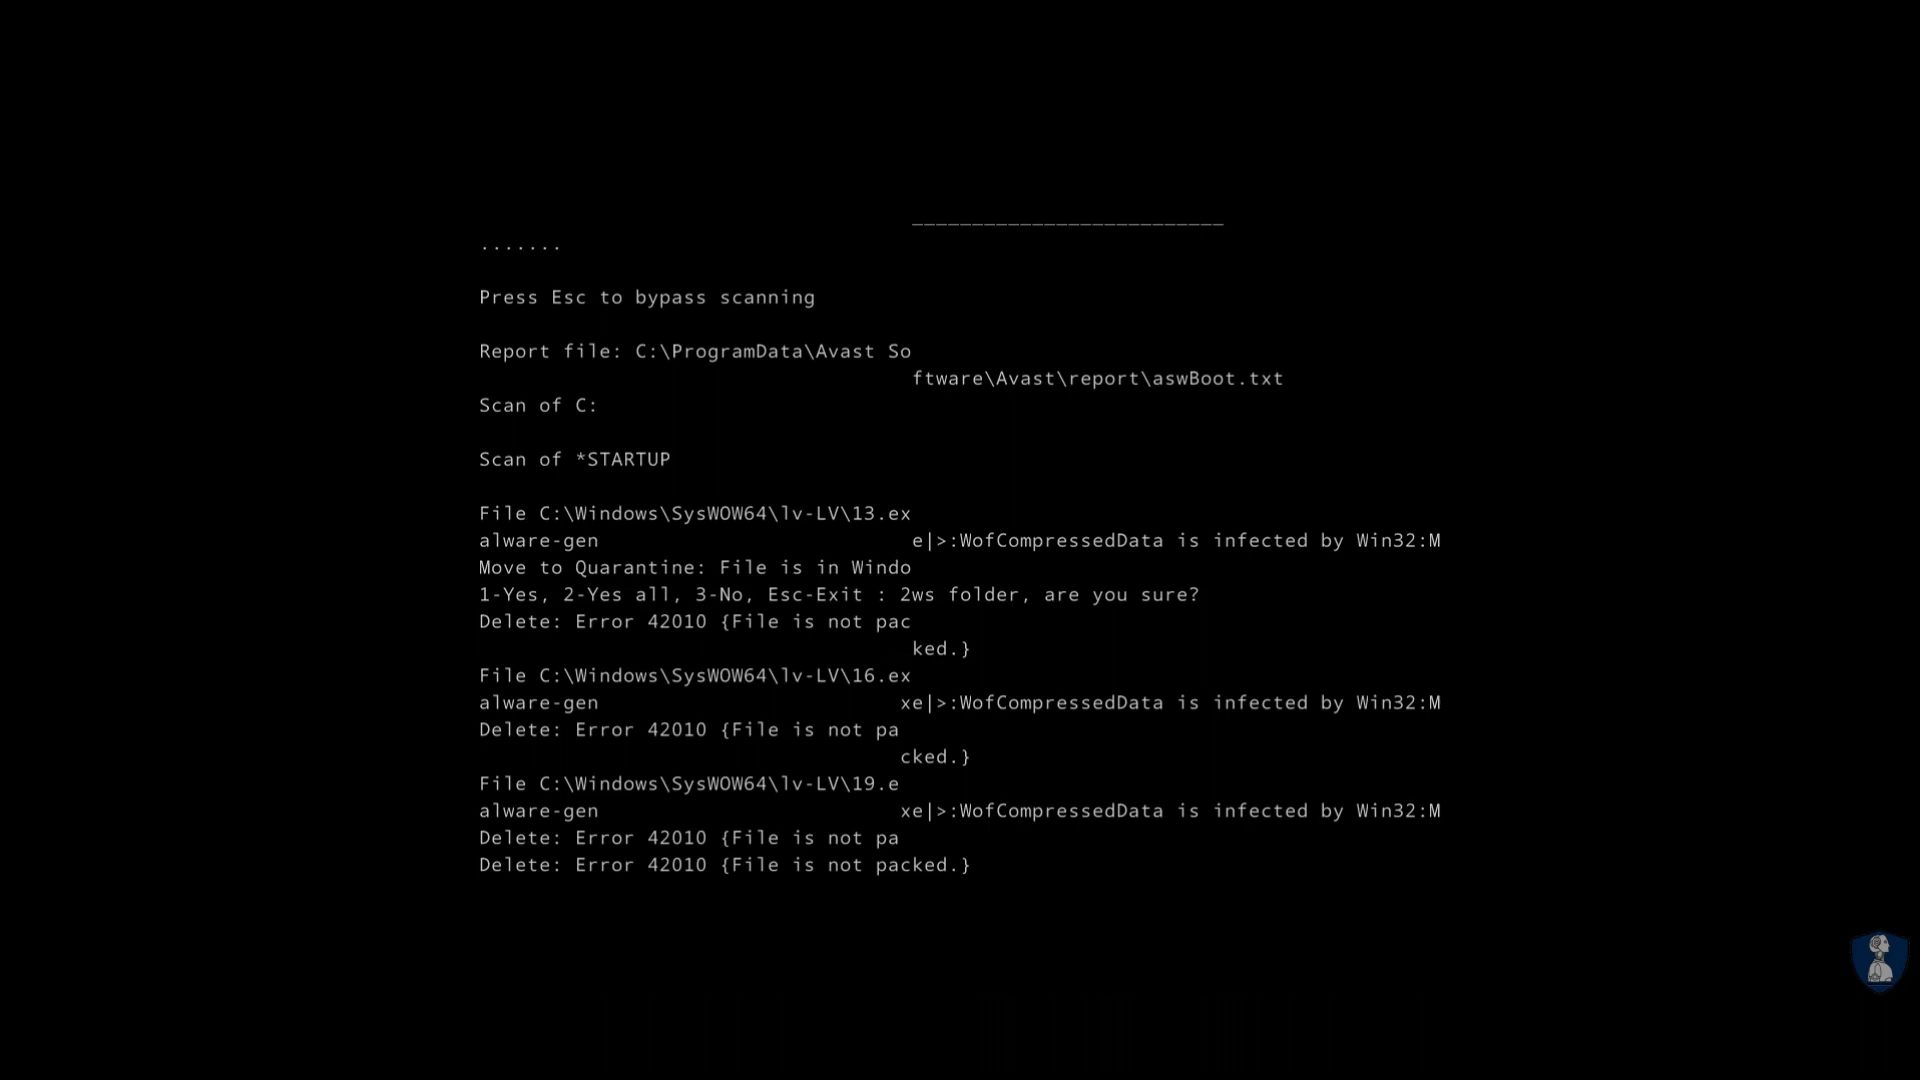 __________________________
.......
Press Esc to bypass scanning
Report file: C:\ProgramData\Avast So
ftware\Avast\report\aswBoot.txt
Scan of C:
Scan of *STARTUP
File C:\Windows\SysWOW64\lv-LV\13.ex
alware-gen                          e|>:WofCompressedData is infected by Win32:M
Move to Quarantine: File is in Windo
1-Yes, 2-Yes all, 3-No, Esc-Exit : 2ws folder, are you sure?
Delete: Error 42010 {File is not pac
ked.}
File C:\Windows\SysWOW64\lv-LV\16.ex
alware-gen                         xe|>:WofCompressedData is infected by Win32:M
Delete: Error 42010 {File is not pa
cked.}
File C:\Windows\SysWOW64\lv-LV\19.e
alware-gen                         xe|>:WofCompressedData is infected by Win32:M
Delete: Error 42010 {File is not pa
Delete: Error 42010 {File is not packed.}